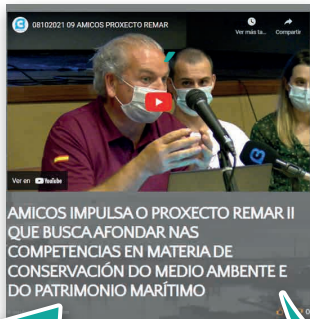 08102021 09 AMICOS PROXECTO REMAR
Ver más ta...
Compartir
Ver en YouTube
AMICOS IMPULSA O PROXECTO REMAR II
QUE BUSCA AFONDAR NAS
COMPETENCIAS EN MATERIA DE
CONSERVACIÓN DO MEDIO AMBENTE E
DO PATRIMONIO MARÍTIMO